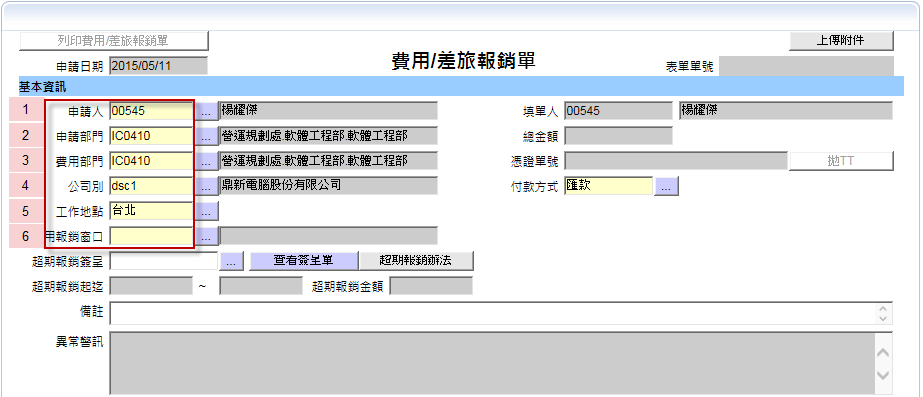 列印費用/差旅報銷單 上傳附件
費用/差旅報銷單
申請日期 2015/05/11 表單單號
基本資訊
1 申請人 00545 ... 楊耀傑 填單人 00545 楊耀傑
2 申請部門 IC0410 ... 營運規劃處.軟體工程部.軟體工程部 總金額
3 費用部門 IC0410 ... 營運規劃處.軟體工程部.軟體工程部 憑證單號 拋TT
4 公司別 dsc1 ... 鼎新電腦股份有限公司 付款方式 匯款 ...
5 工作地點 台北 ...
6 用報銷窗口 ...
超期報銷簽呈 ... 查看簽呈單 超期報銷辦法
超期報銷起迄 ~ 超期報銷金額
備註
異常警訊